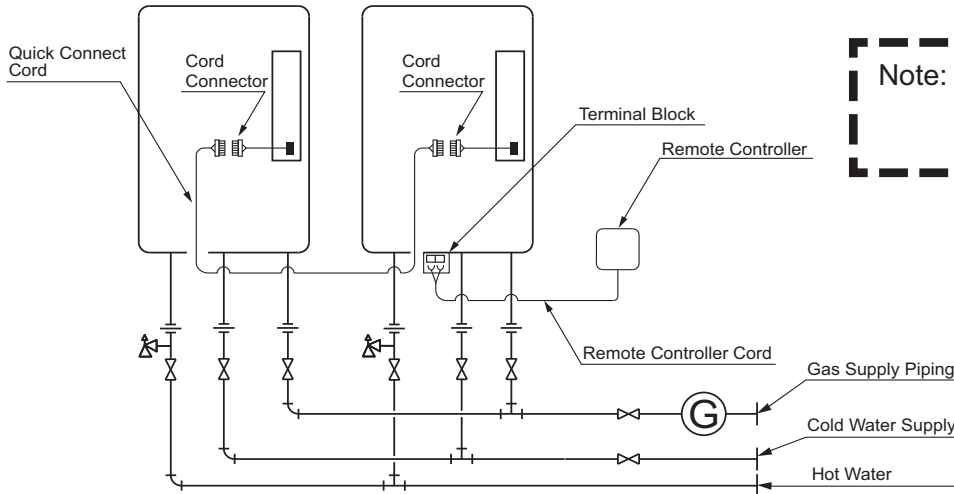 Quick Connect
Cord
Cord
Connector
Cord
Connector
Terminal Block
Remote Controller
Note:
Remote Controller Cord
Gas Supply Piping
G
Cold Water Supply
Hot Water